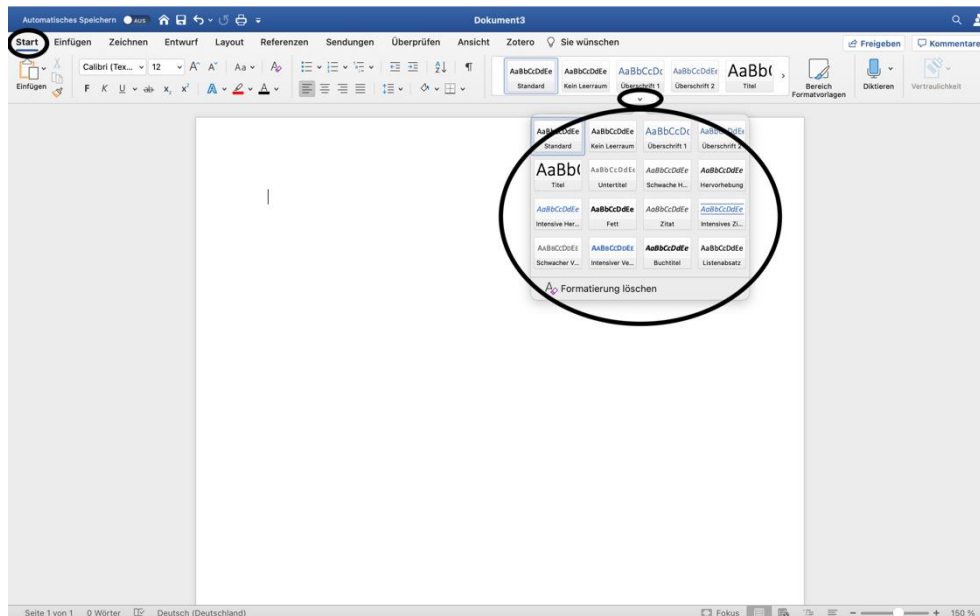 Automatisches Speichern AUS Dokument3
Start Einfügen Zeichnen Entwurf Layout Referenzen Sendungen Überprüfen Ansicht Zotero Sie wünschen Freigeben Kommentare
Calibri (Tex... 12 A^ A˅ Aa A
Einfügen F K U ab x, x² A A
AaBbCcDdEe AaBbCcDdEe AaBbCcDc AaBbCcDdEe AaBb(
Standard Kein Leerraum Überschrift 1 Überschrift 2 Titel
Bereich Formatvorlagen Diktieren Vertraulichkeit
AaBbCcDdEe AaBbCcDdEe AaBbCcDc AaBbCcDdEe
Standard Kein Leerraum Überschrift 1 Überschrift 2
AaBb( AaBbCcDdEe AaBbCcDdEe AaBbCcDdEe
Titel Untertitel Schwache H... Hervorhebung
AaBbCcDdEe AaBbCcDdEe AaBbCcDdEe AaBbCcDdEe
Intensive Her... Fett Zitat Intensives Zi...
AaBbCcDdEe AaBbCcDdEe AaBbCcDdEe AaBbCcDdEe
Schwacher V... Intensiver Ve... Buchtitel Listenabsatz
Formatierung löschen
Seite 1 von 1 0 Wörter Deutsch (Deutschland) Fokus 150 %